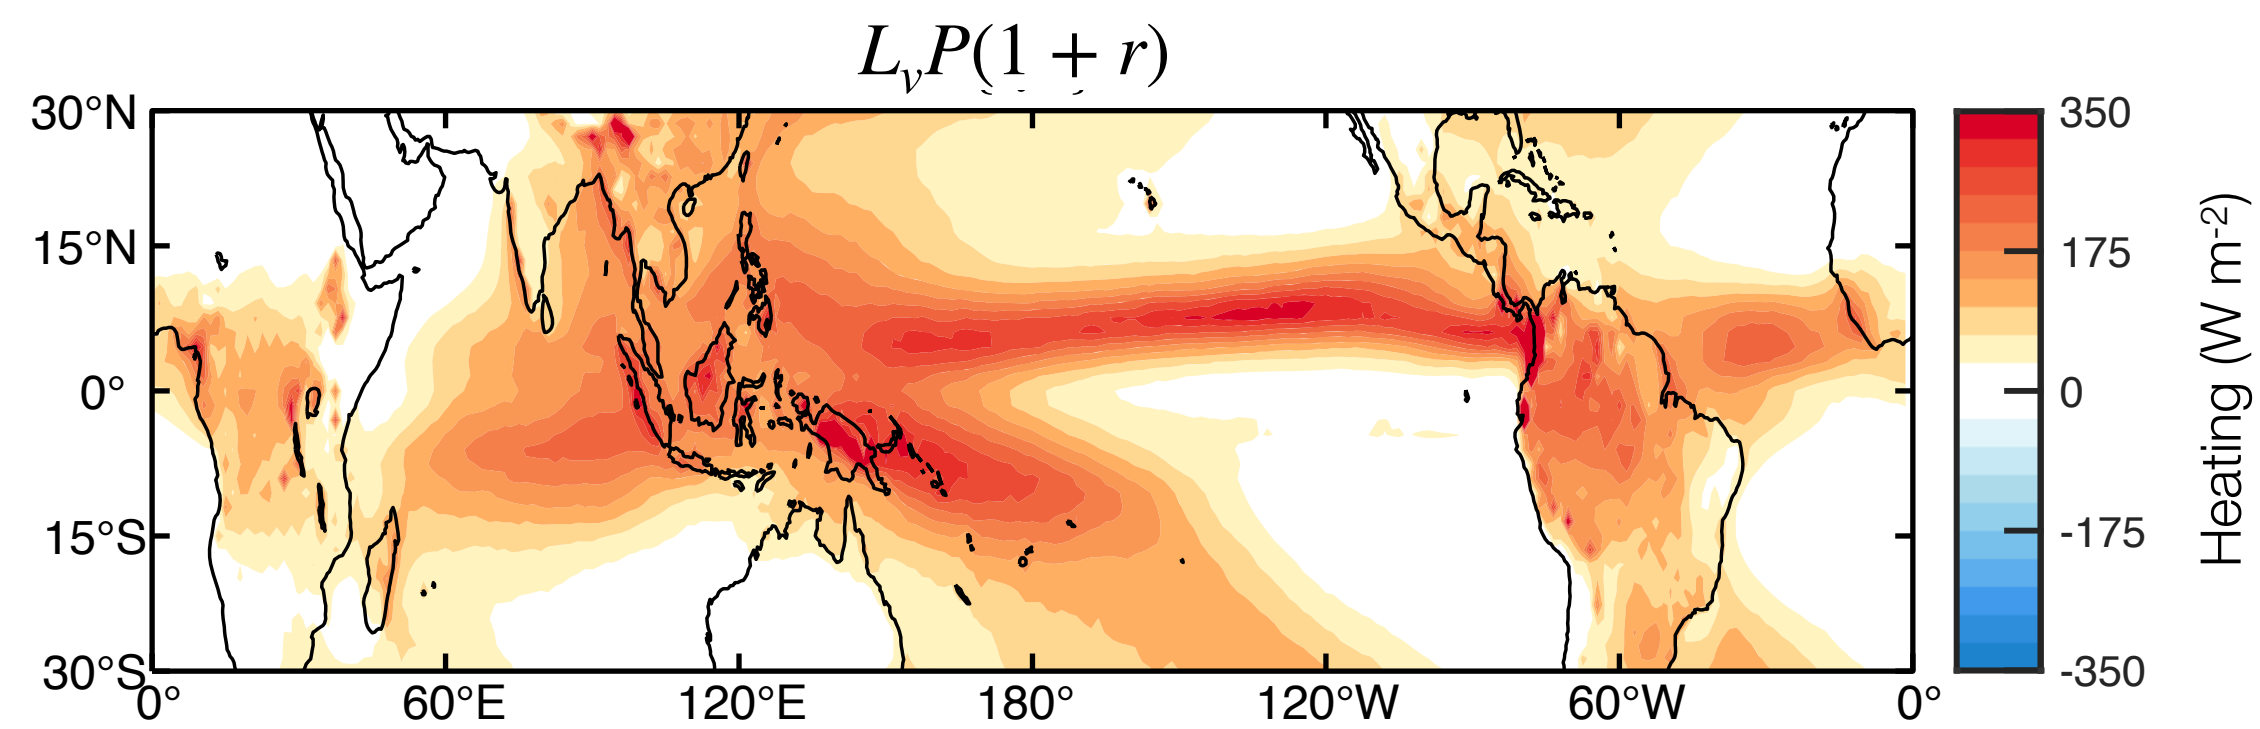 LᵥP(1 + r)
30°N
15°N
0°
15°S
30°S
0° 60°E 120°E 180° 120°W 60°W 0°
350
175
0
-175
-350
Heating (W m⁻²)